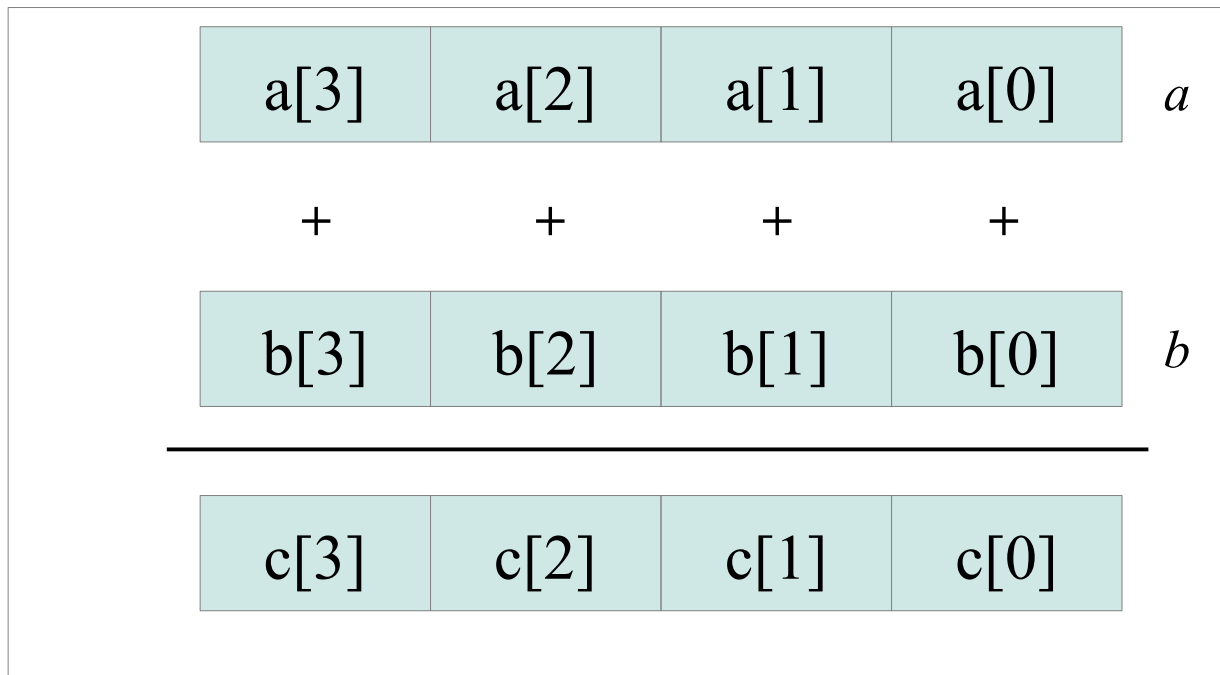 a[3] a[2] a[1] a[0] a
+ + + +
b[3] b[2] b[1] b[0] b
c[3] c[2] c[1] c[0]